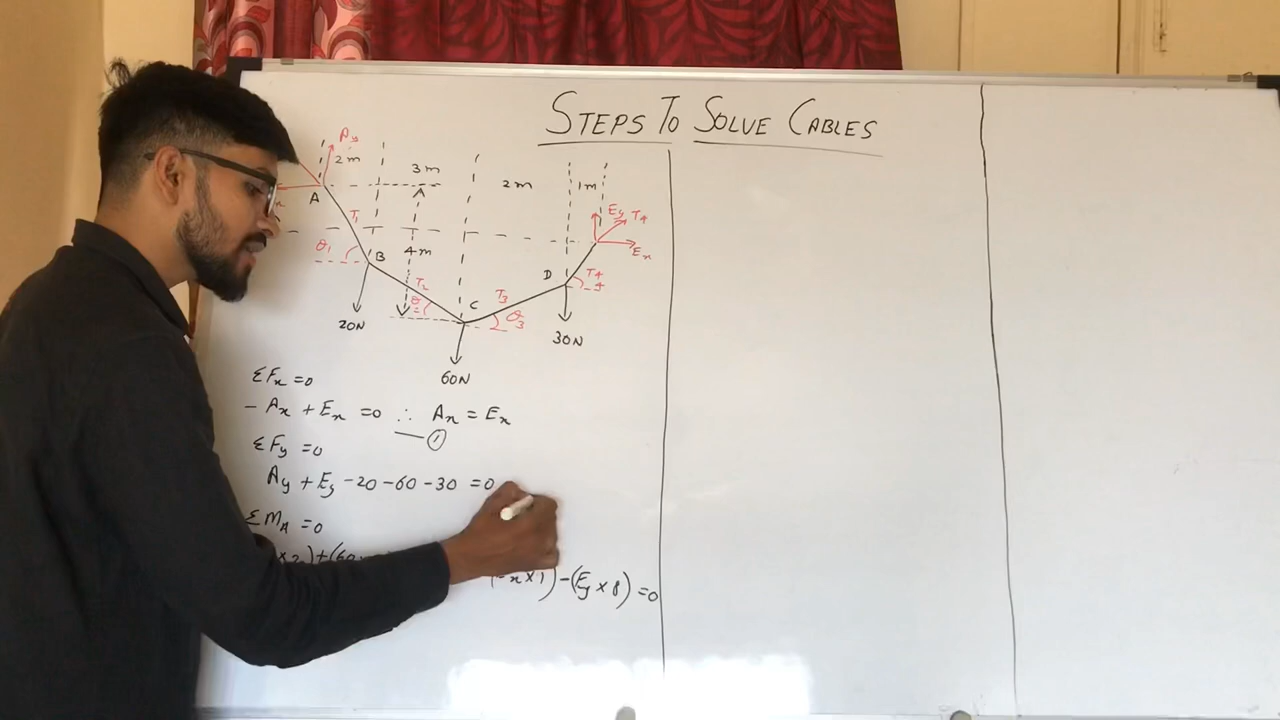 STEPS TO SOLVE CABLES
Ay
2m
3m
2m
1m
A
T1
Ey
T4
Ex
θ1
B
4m
D
T4
T2
C
T3
θ3
20N
30N
60N
ΣFx =0
- Ax + Ex =0 ∴ Ax = Ex
— ①
ΣFy =0
Ay + Ey -20 -60 -30 =0
ΣMA =0
×2)+(60
x×1)-(Ey×8)=0